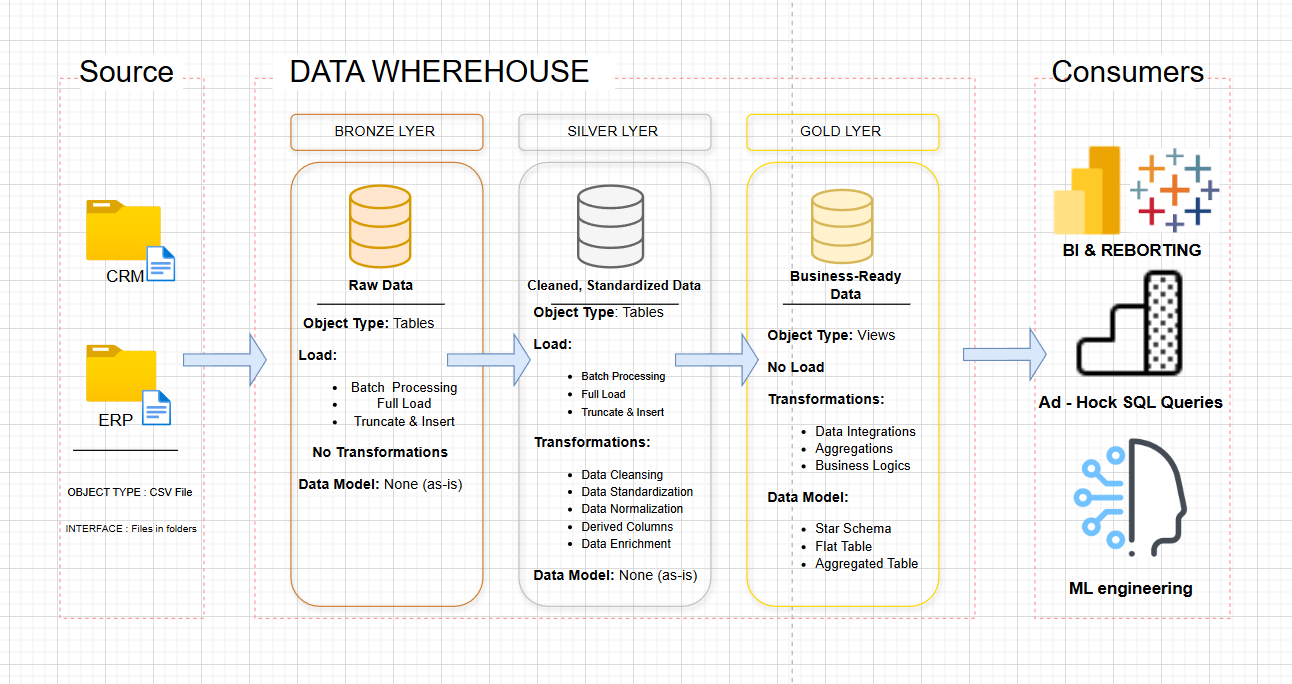 Source
CRM
ERP
OBJECT TYPE : CSV File
INTERFACE : Files in folders
DATA WHEREHOUSE
BRONZE LYER
Raw Data
Object Type: Tables
Load:
Batch Processing
Full Load
Truncate & Insert
No Transformations
Data Model: None (as-is)
SILVER LYER
Cleaned, Standardized Data
Object Type: Tables
Load:
Batch Processing
Full Load
Truncate & Insert
Transformations:
Data Cleansing
Data Standardization
Data Normalization
Derived Columns
Data Enrichment
Data Model: None (as-is)
GOLD LYER
Business-Ready
Data
Object Type: Views
No Load
Transformations:
Data Integrations
Aggregations
Business Logics
Data Model:
Star Schema
Flat Table
Aggregated Table
Consumers
BI & REBORTING
Ad - Hock SQL Queries
ML engineering